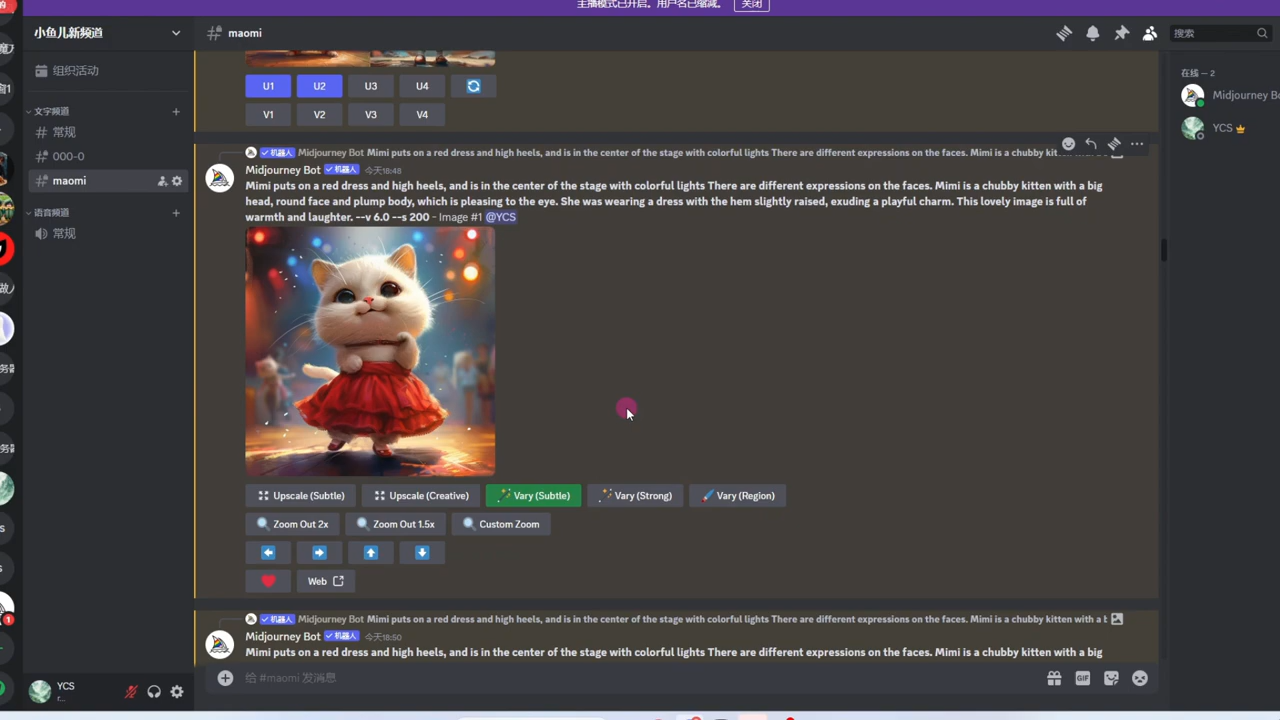 主播模式已开启。用户名已缩减。 关闭
小鱼儿新频道
maomi
搜索
组织活动
文字频道
常规
000-0
maomi
语音频道
常规
U1 U2 U3 U4
V1 V2 V3 V4
机器人 Midjourney Bot Mimi puts on a red dress and high heels, and is in the center of the stage with colorful lights There are different expressions on the faces. Mimi is a chubby kit
Midjourney Bot 机器人 今天18:48
Mimi puts on a red dress and high heels, and is in the center of the stage with colorful lights There are different expressions on the faces. Mimi is a chubby kitten with a big
head, round face and plump body, which is pleasing to the eye. She was wearing a dress with the hem slightly raised, exuding a playful charm. This lovely image is full of
warmth and laughter. --v 6.0 --s 200 - Image #1 @YCS
Upscale (Subtle) Upscale (Creative) Vary (Subtle) Vary (Strong) Vary (Region)
Zoom Out 2x Zoom Out 1.5x Custom Zoom
Web
机器人 Midjourney Bot Mimi puts on a red dress and high heels, and is in the center of the stage with colorful lights There are different expressions on the faces. Mimi is a chubby kitten with a b
Midjourney Bot 机器人 今天18:50
Mimi puts on a red dress and high heels, and is in the center of the stage with colorful lights There are different expressions on the faces. Mimi is a chubby kitten with a big
给 #maomi 发消息
GIF
YCS
r...
在线 — 2
Midjourney Bo
YCS